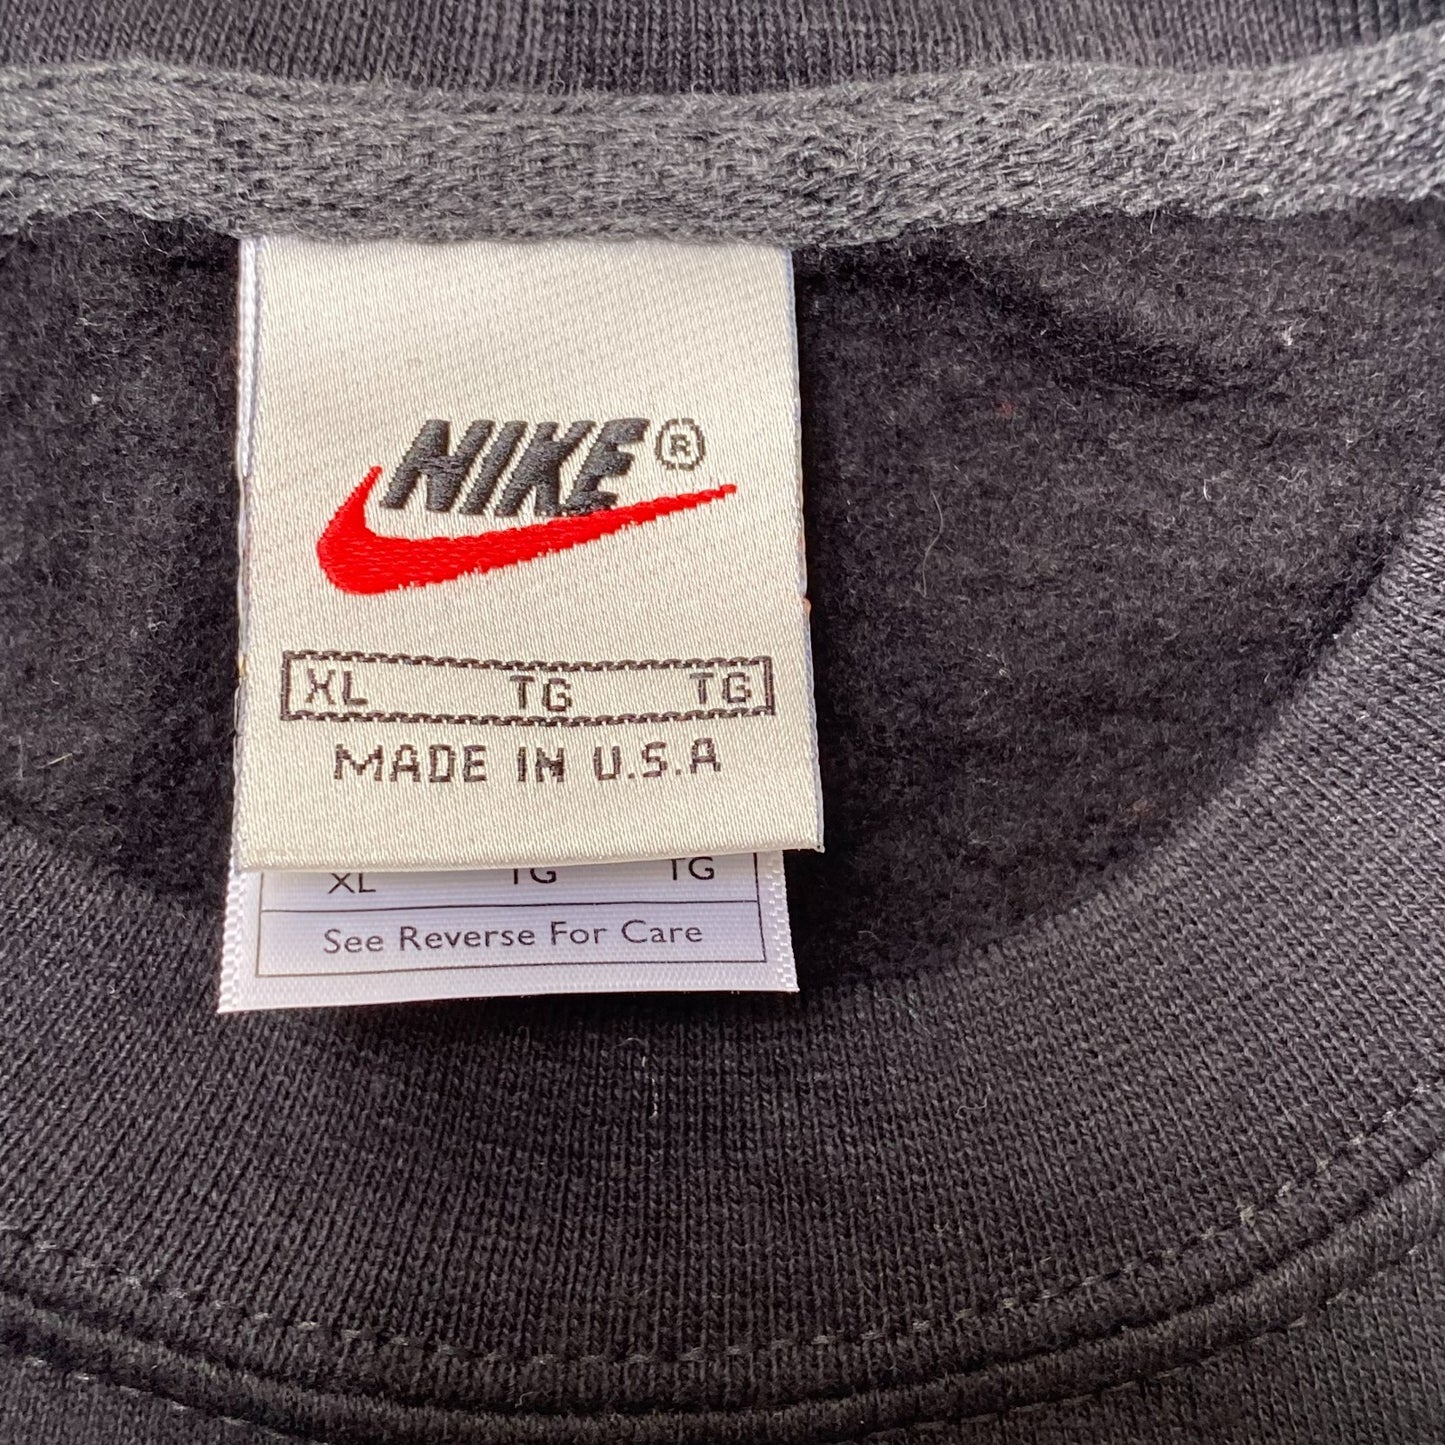 NIKE®
XL TG TG
MADE IN U.S.A
XL TG TG
See Reverse For Care